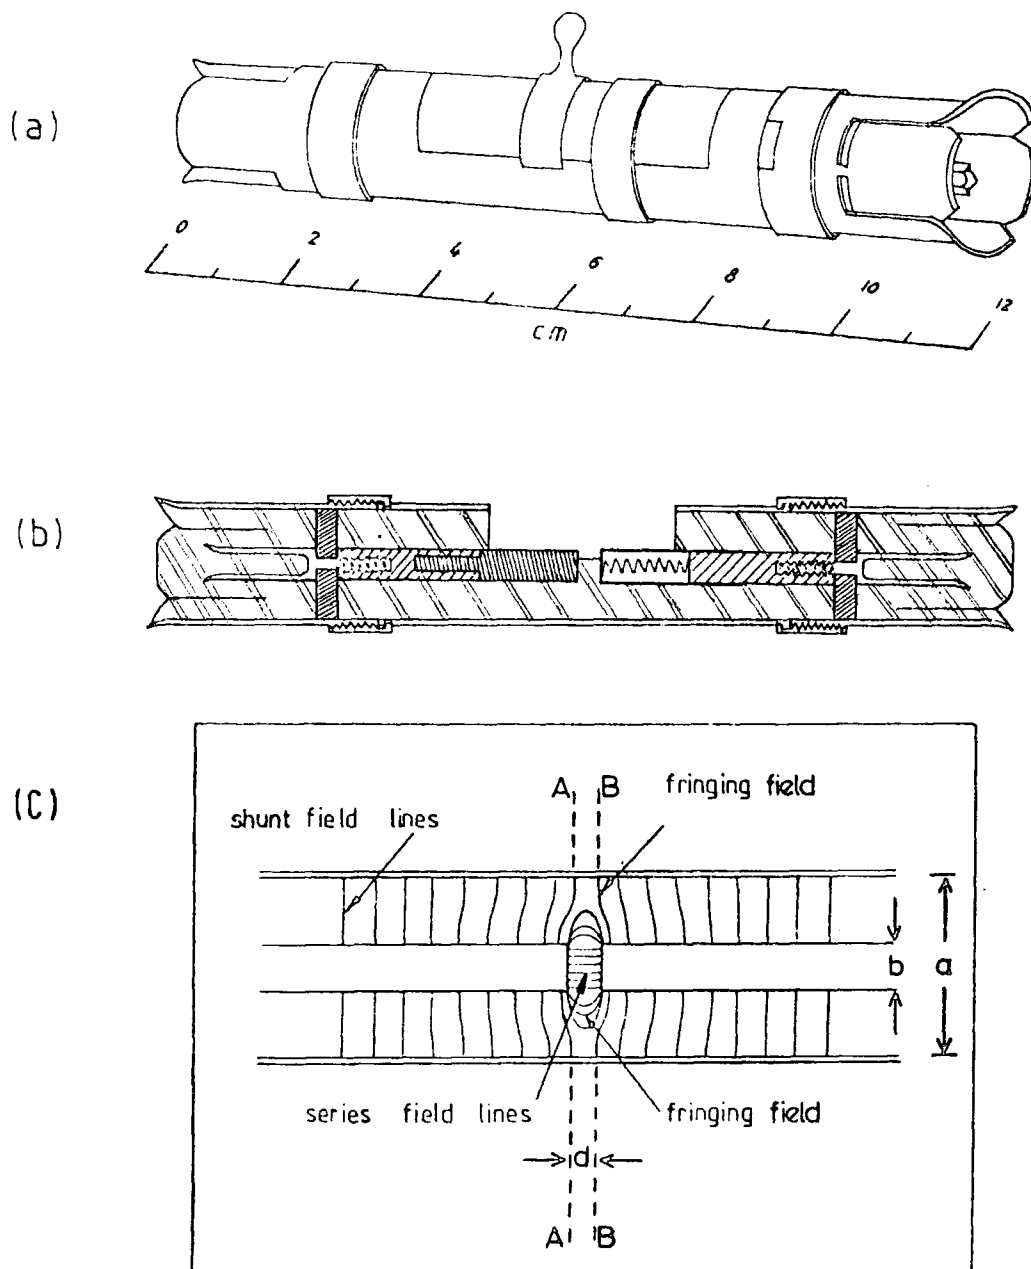 (a)
0 2 4 6 8 10 12
cm
(b)
(C)
A B fringing field
shunt field lines
b a
series field lines fringing field
d
A B